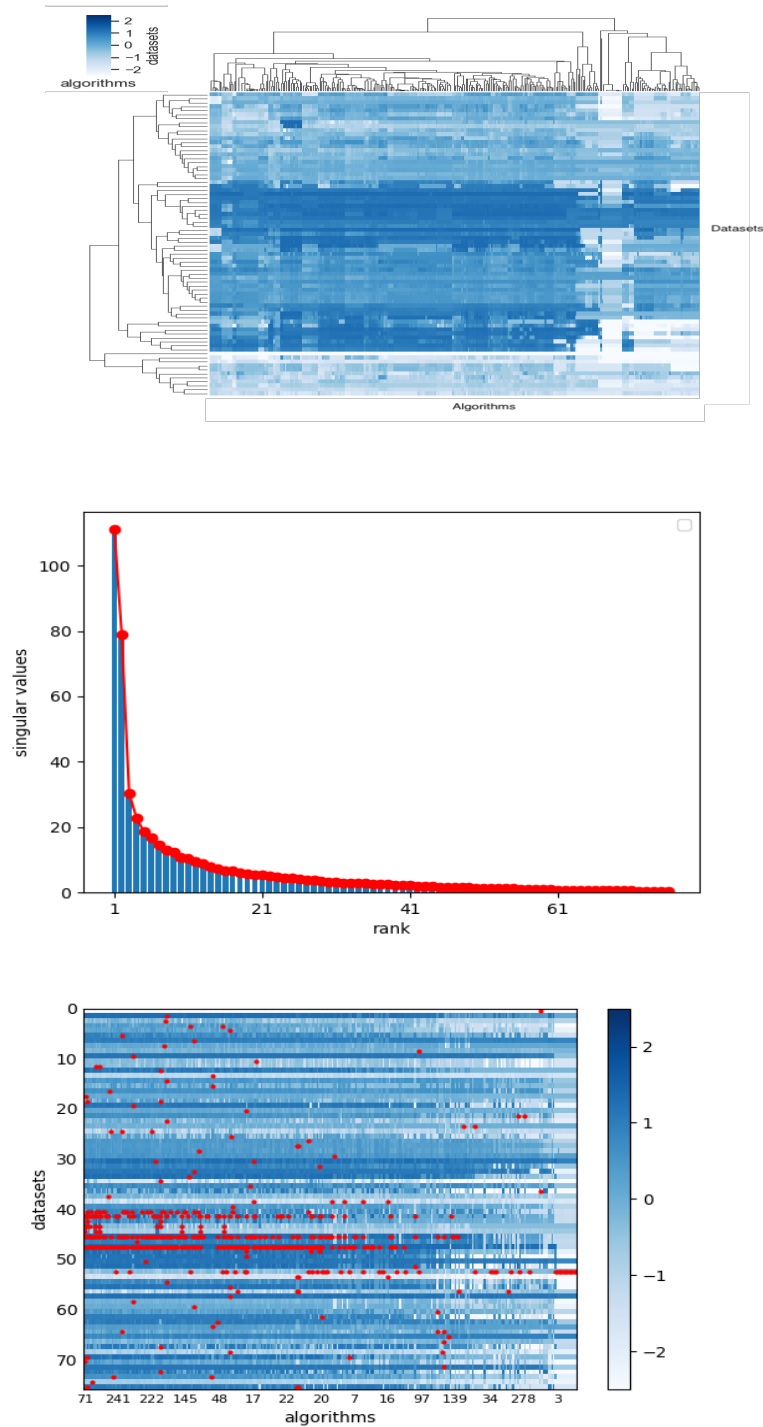 2
1
0
−1
−2
datasets
algorithms
Datasets
Algorithms
100
80
60
40
20
0
singular values
1 21 41 61
rank
0
10
20
30
40
50
60
70
datasets
71 241 222 145 48 17 22 20 7 16 97 139 34 278 3
algorithms
2
1
0
−1
−2